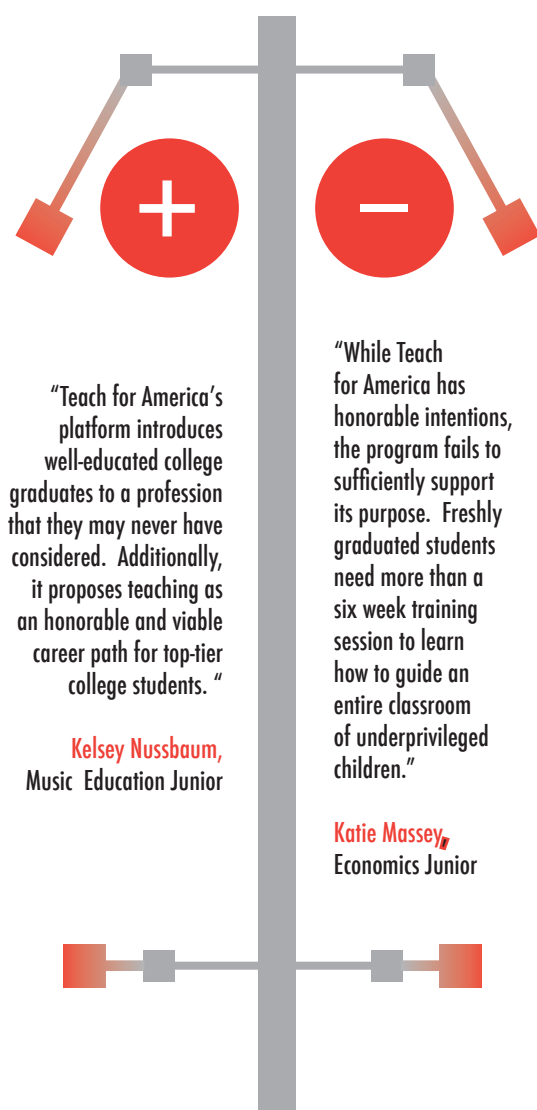 +
“Teach for America’s
platform introduces
well-educated college
graduates to a profession
that they may never have
considered.  Additionally,
it proposes teaching as
an honorable and viable
career path for top-tier
college students. “
Kelsey Nussbaum,
Music  Education Junior
−
“While Teach
for America has
honorable intentions,
the program fails to
sufficiently support
its purpose.  Freshly
graduated students
need more than a
six week training
session to learn
how to guide an
entire classroom
of underprivileged
children.”
Katie Massey,
Economics Junior